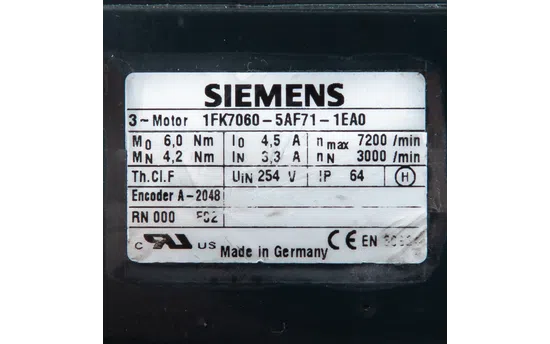 SIEMENS
3~Motor 1FK7060-5AF71-1EA0
M0 6,0 Nm I0 4,5 A nmax 7200 /min
MN 4,2 Nm IN 3,3 A nN 3000 /min
Th.Cl.F UIN 254 V IP 64 H
Encoder A-2048
RN 000
c RU US Made in Germany CE EN